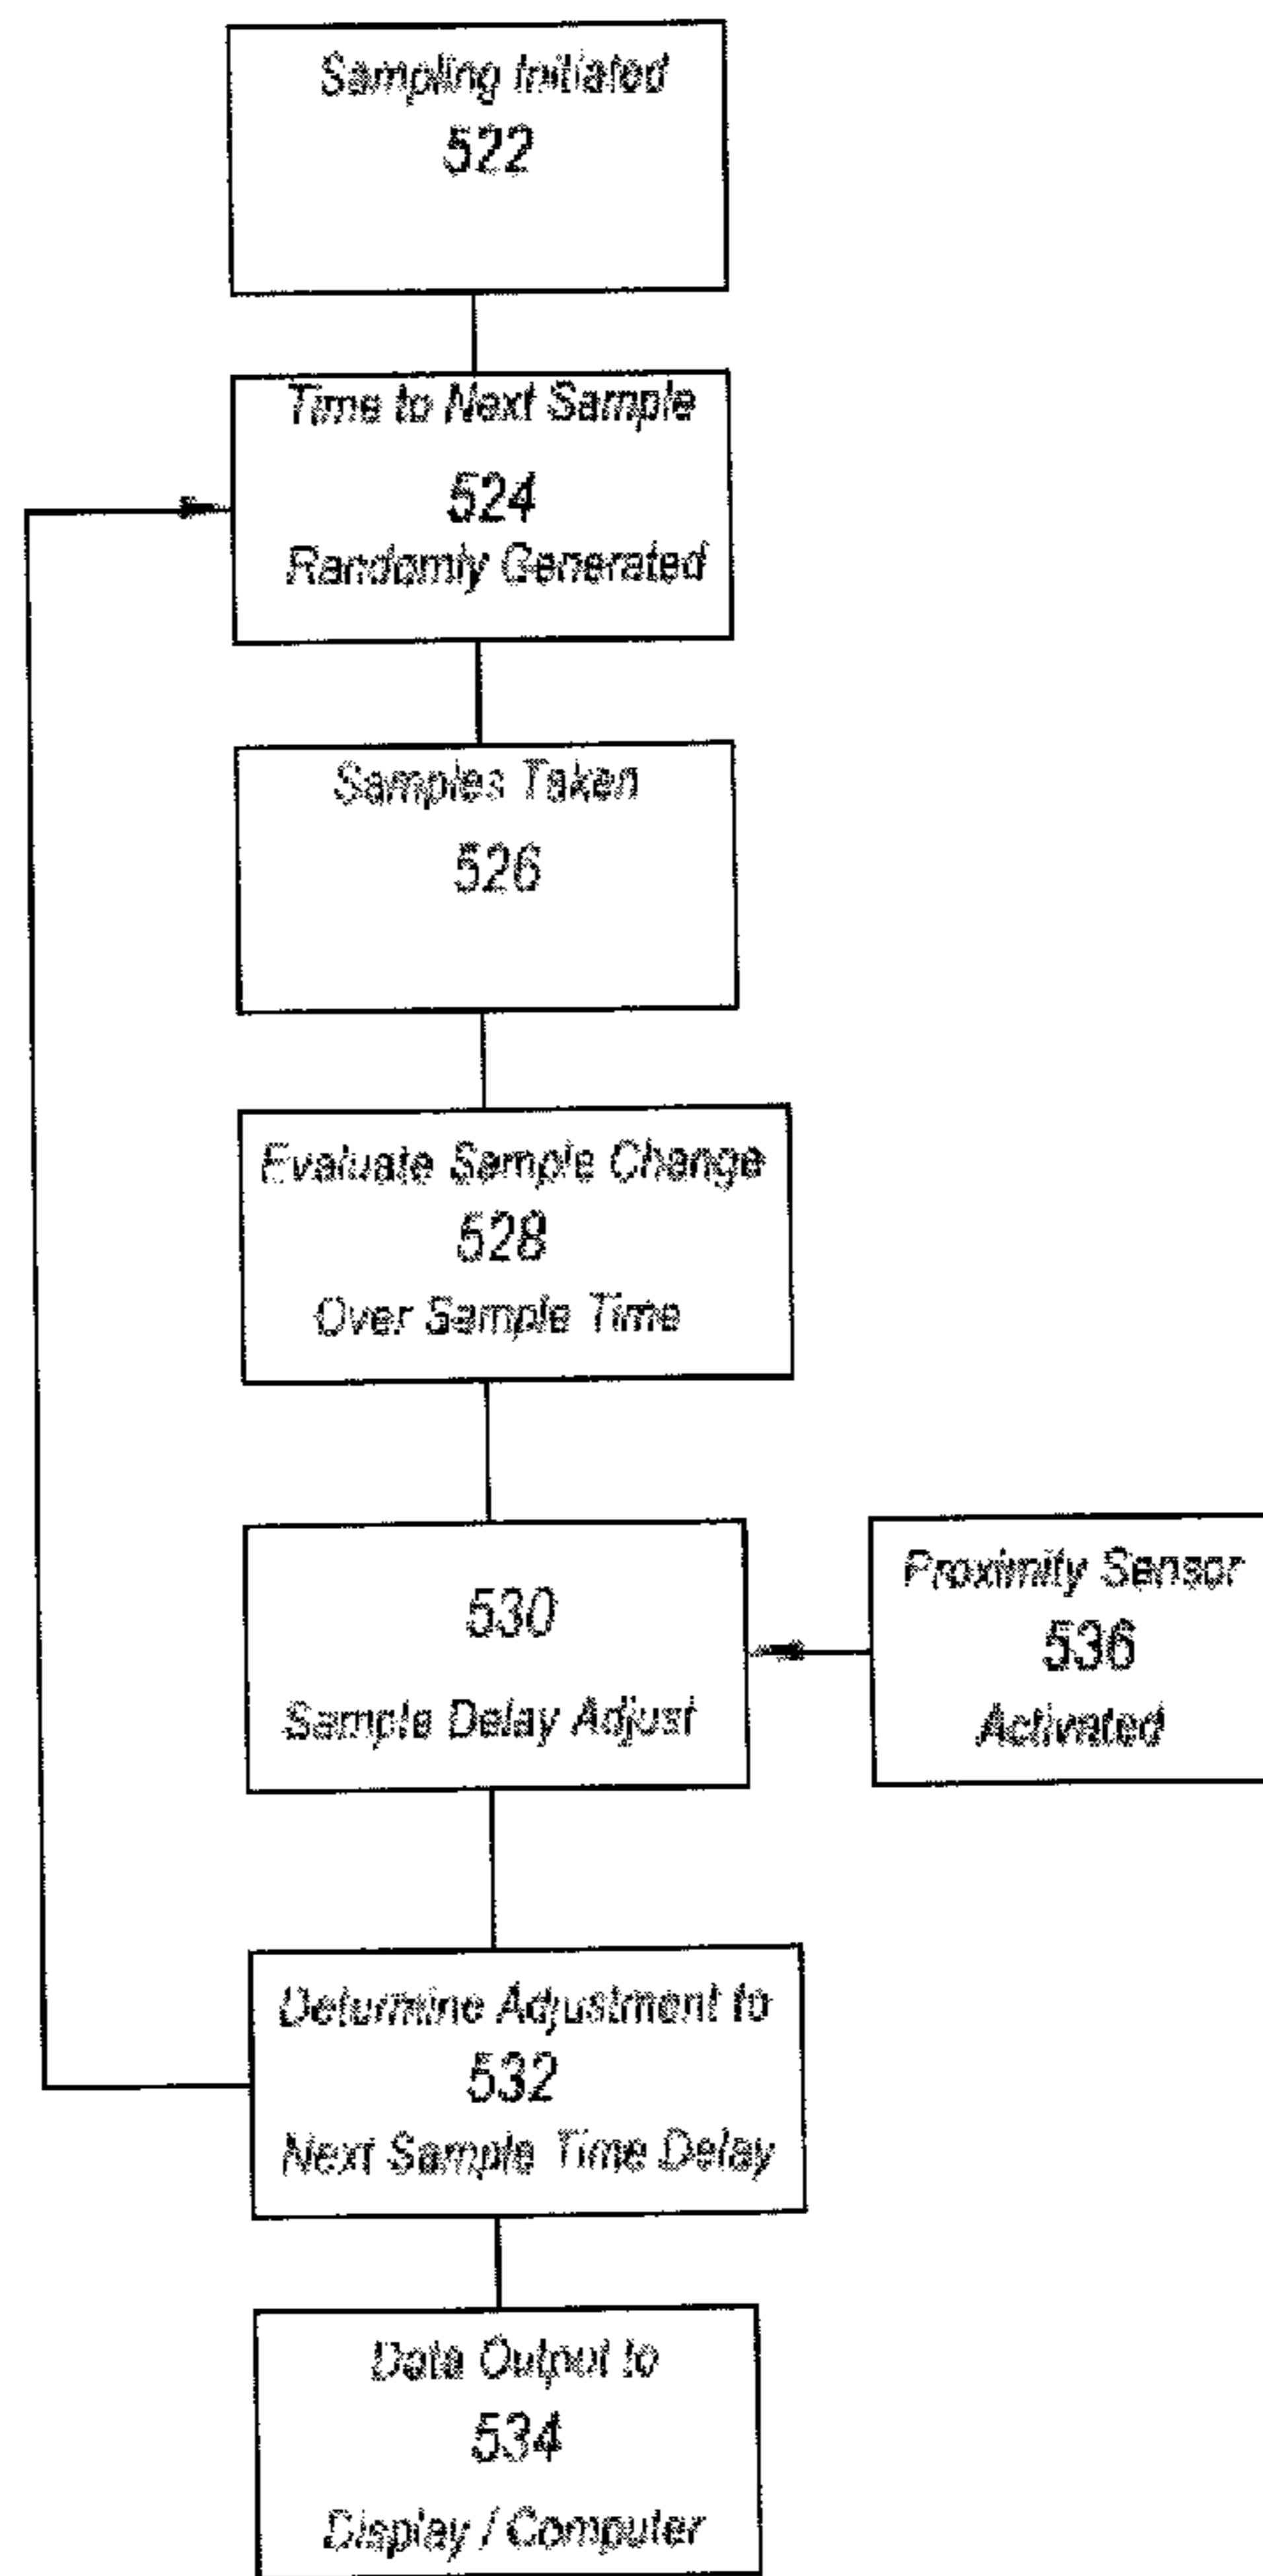 Sampling Initiated
522
Time to Next Sample
524
Randomly Generated
Samples Taken
526
Evaluate Sample Change
528
Over Sample Time
530
Sample Delay Adjust
Proximity Sensor
536
Activated
Determine Adjustment to
532
Next Sample Time Delay
Data Output to
534
Display / Computer